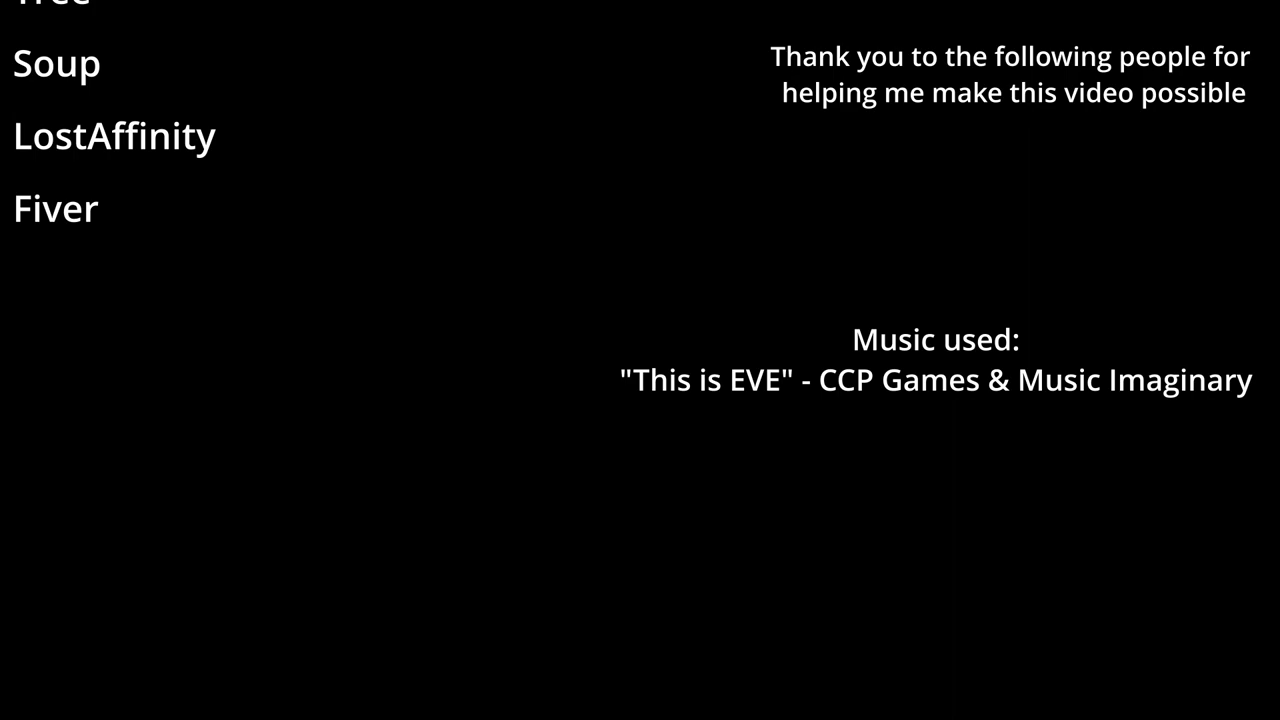 Soup
LostAffinity
Fiver
Thank you to the following people for
helping me make this video possible
Music used:
"This is EVE" - CCP Games & Music Imaginary